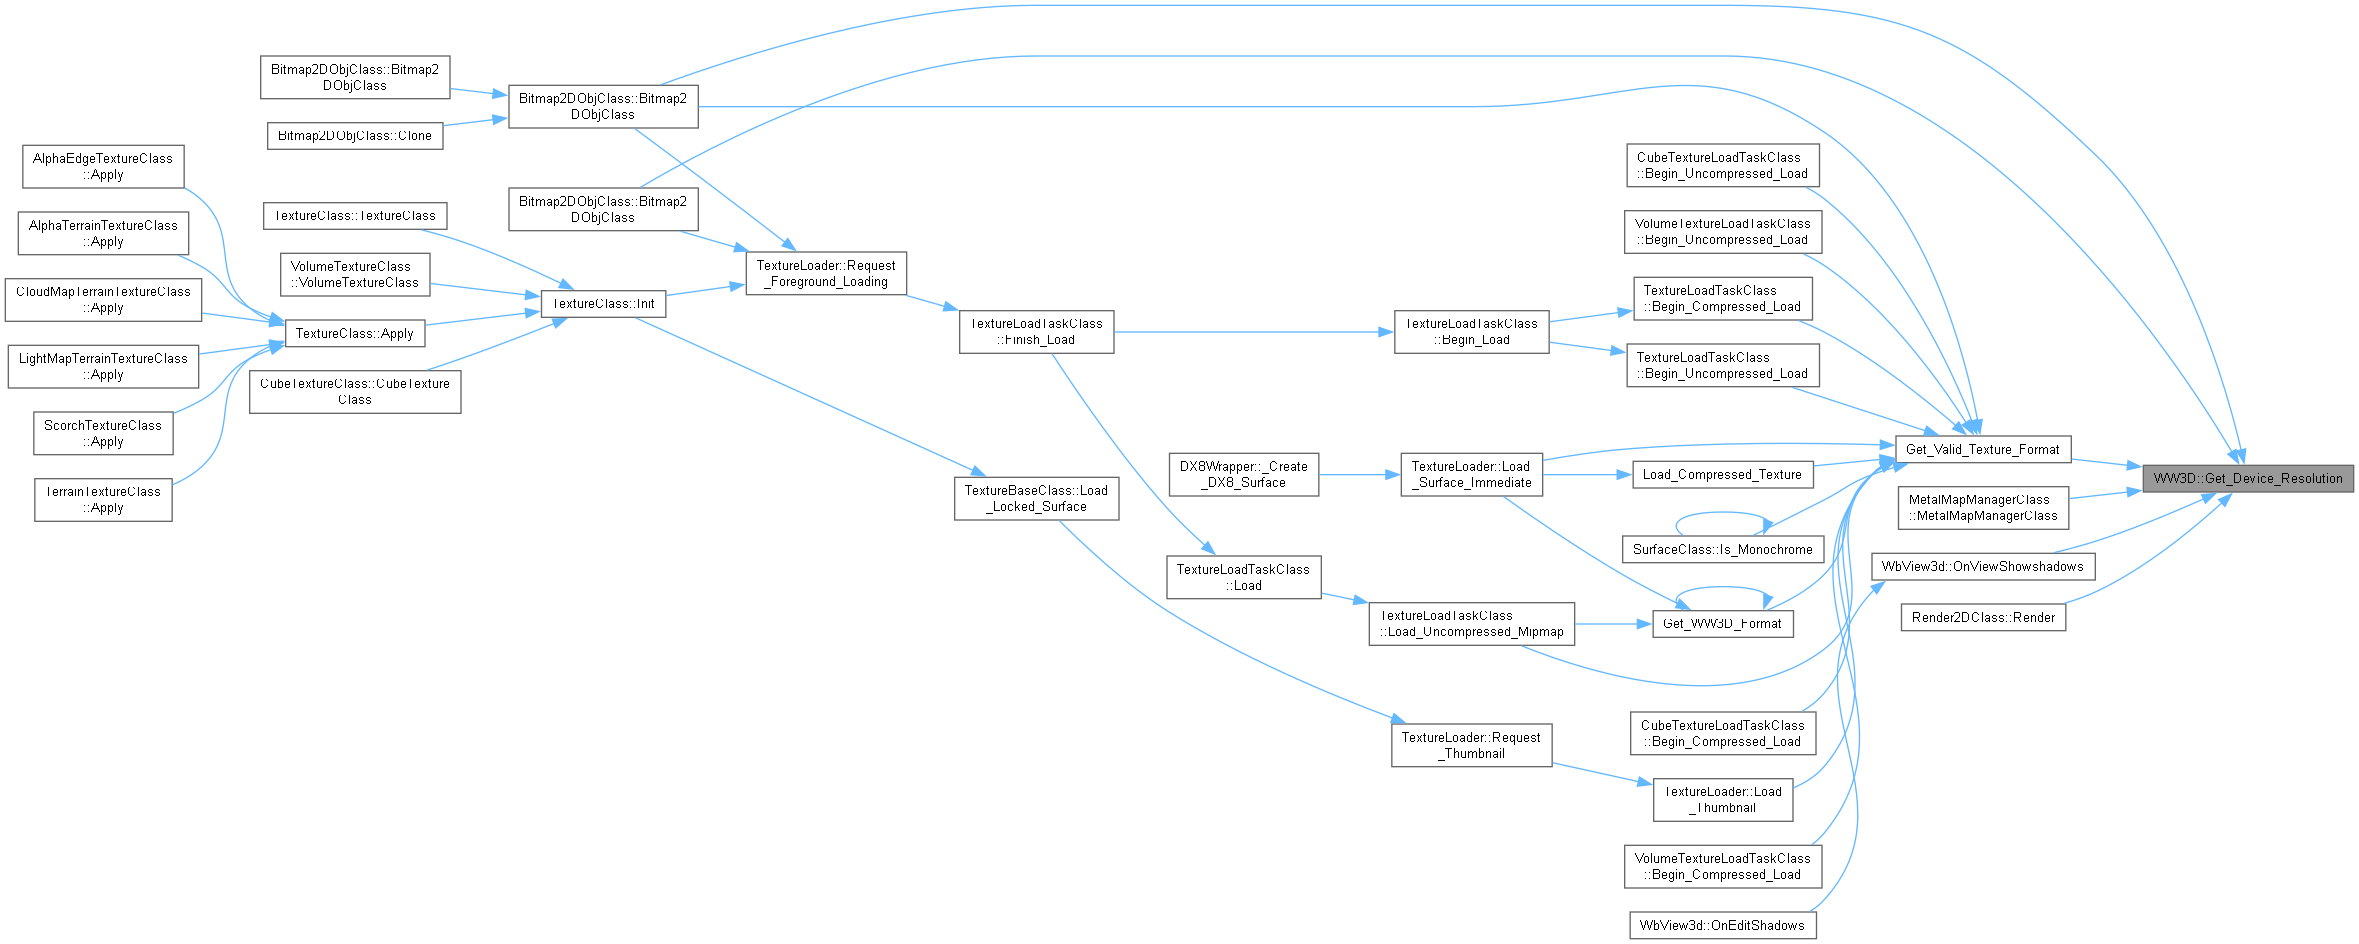 Bitmap2DObjClass::Bitmap2
DObjClass
Bitmap2DObjClass::Clone
AlphaEdgeTextureClass
::Apply
AlphaTerrainTextureClass
::Apply
CloudMapTerrainTextureClass
::Apply
LightMapTerrainTextureClass
::Apply
ScorchTextureClass
::Apply
TerrainTextureClass
::Apply
TextureClass::TextureClass
VolumeTextureClass
::VolumeTextureClass
TextureClass::Apply
CubeTextureClass::CubeTexture
Class
Bitmap2DObjClass::Bitmap2
DObjClass
Bitmap2DObjClass::Bitmap2
DObjClass
TextureClass::Init
TextureLoader::Request
_Foreground_Loading
TextureLoadTaskClass
::Finish_Load
TextureBaseClass::Load
_Locked_Surface
DX8Wrapper::_Create
_DX8_Surface
TextureLoadTaskClass
::Load
TextureLoadTaskClass
::Begin_Load
TextureLoader::Load
_Surface_Immediate
TextureLoadTaskClass
::Load_Uncompressed_Mipmap
TextureLoader::Request
_Thumbnail
CubeTextureLoadTaskClass
::Begin_Uncompressed_Load
VolumeTextureLoadTaskClass
::Begin_Uncompressed_Load
TextureLoadTaskClass
::Begin_Compressed_Load
TextureLoadTaskClass
::Begin_Uncompressed_Load
Load_Compressed_Texture
SurfaceClass::Is_Monochrome
Get_WW3D_Format
CubeTextureLoadTaskClass
::Begin_Compressed_Load
TextureLoader::Load
_Thumbnail
VolumeTextureLoadTaskClass
::Begin_Compressed_Load
WbView3d::OnEditShadows
Get_Valid_Texture_Format
MetalMapManagerClass
::MetalMapManagerClass
WbView3d::OnViewShowshadows
Render2DClass::Render
WW3D::Get_Device_Resolution